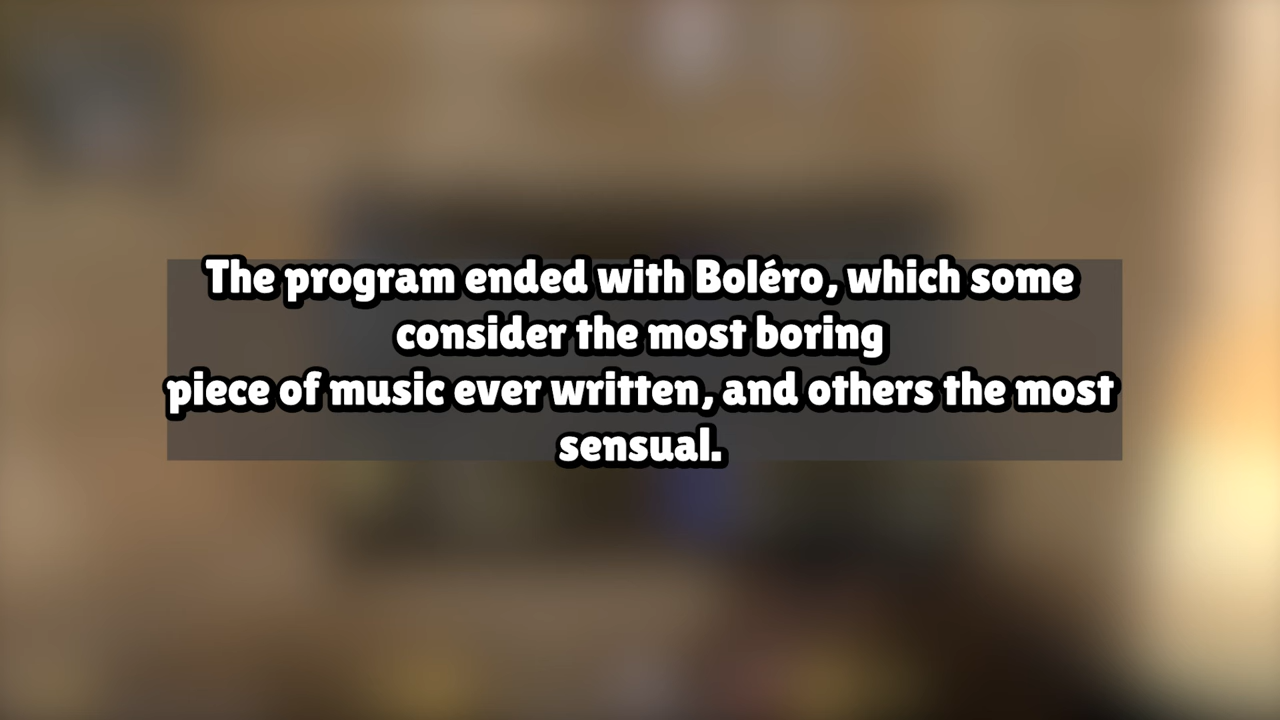 The program ended with Boléro, which some
consider the most boring
piece of music ever written, and others the most
sensual.